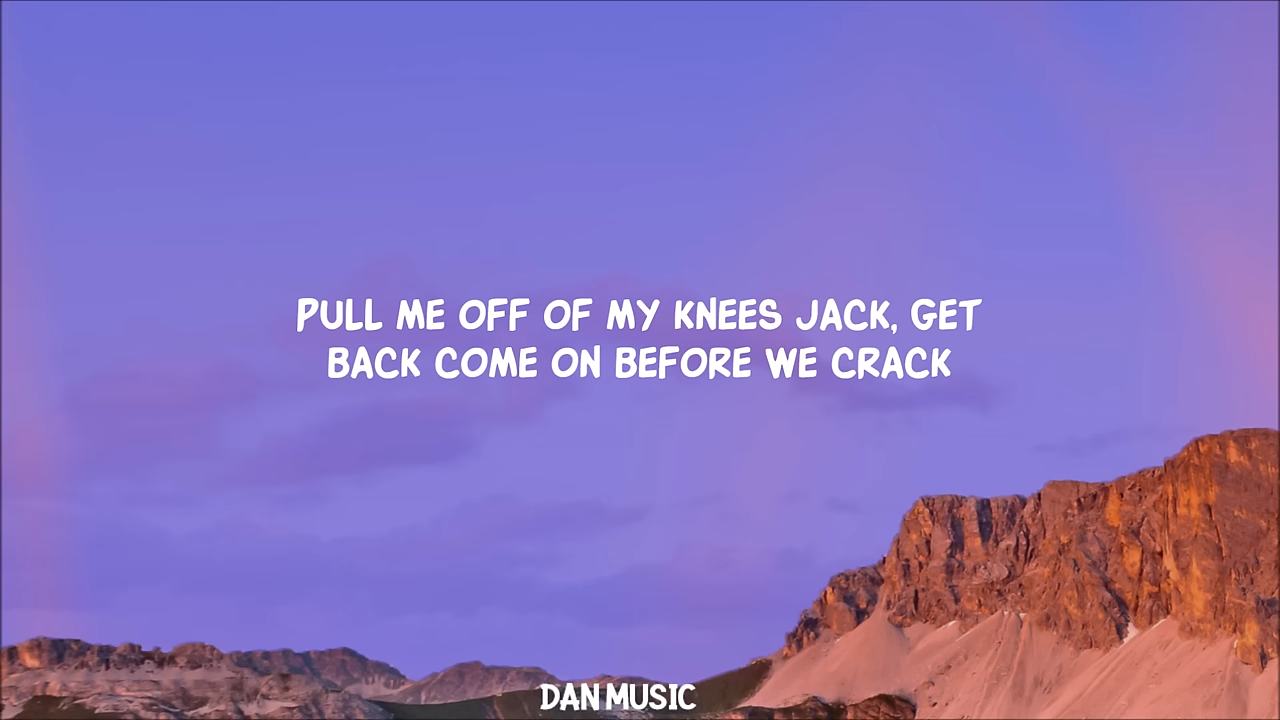 PULL ME OFF OF MY KNEES JACK, GET
BACK COME ON BEFORE WE CRACK
DAN MUSIC